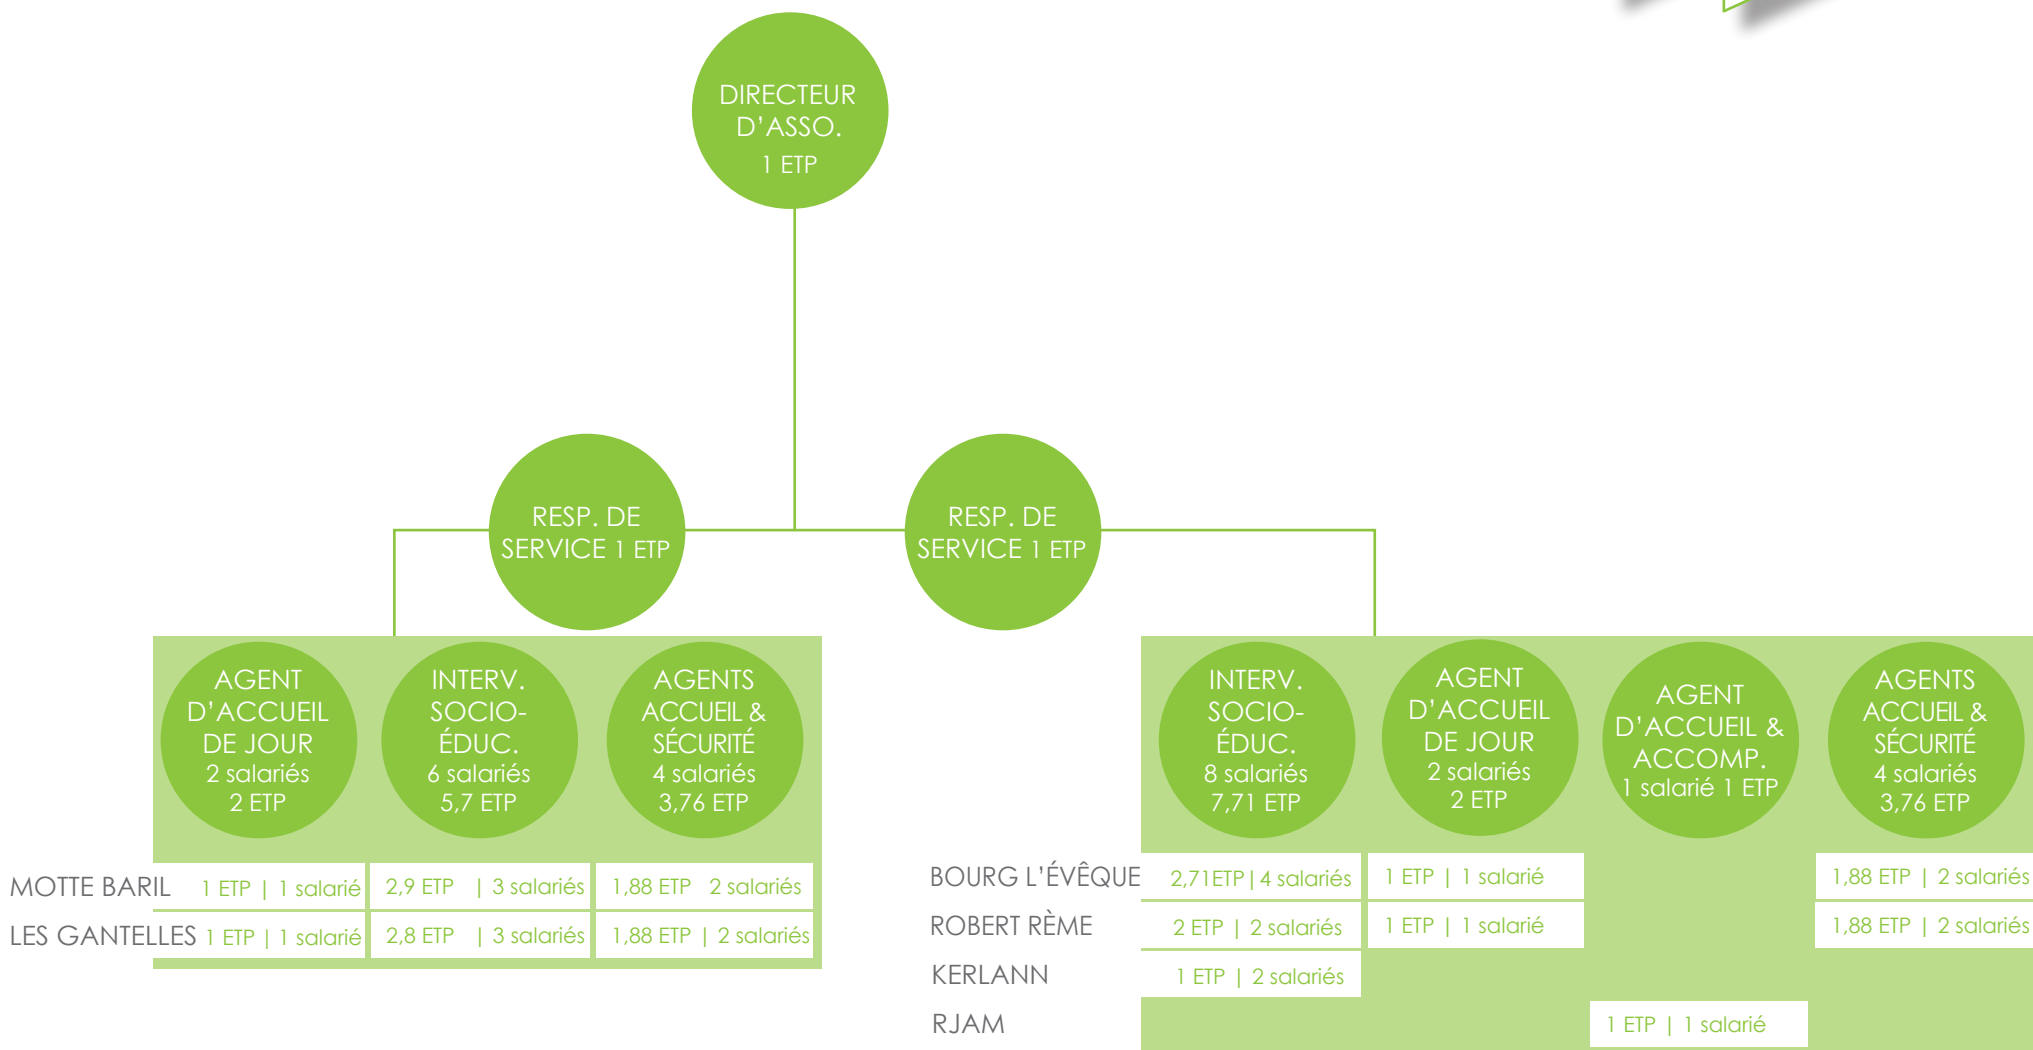 DIRECTEUR
D'ASSO.
1 ETP
RESP. DE
SERVICE 1 ETP
RESP. DE
SERVICE 1 ETP
AGENT
D'ACCUEIL
DE JOUR
2 salariés
2 ETP
INTERV.
SOCIO-
ÉDUC.
6 salariés
5,7 ETP
AGENTS
ACCUEIL &
SÉCURITÉ
4 salariés
3,76 ETP
MOTTE BARIL 1 ETP | 1 salarié 2,9 ETP | 3 salariés 1,88 ETP 2 salariés
LES GANTELLES 1 ETP | 1 salarié 2,8 ETP | 3 salariés 1,88 ETP | 2 salariés
INTERV.
SOCIO-
ÉDUC.
8 salariés
7,71 ETP
AGENT
D'ACCUEIL
DE JOUR
2 salariés
2 ETP
AGENT
D'ACCUEIL &
ACCOMP.
1 salarié 1 ETP
AGENTS
ACCUEIL &
SÉCURITÉ
4 salariés
3,76 ETP
BOURG L'ÉVÊQUE 2,71ETP|4 salariés 1 ETP | 1 salarié 1,88 ETP | 2 salariés
ROBERT RÈME 2 ETP | 2 salariés 1 ETP | 1 salarié 1,88 ETP | 2 salariés
KERLANN 1 ETP | 2 salariés
RJAM 1 ETP | 1 salarié